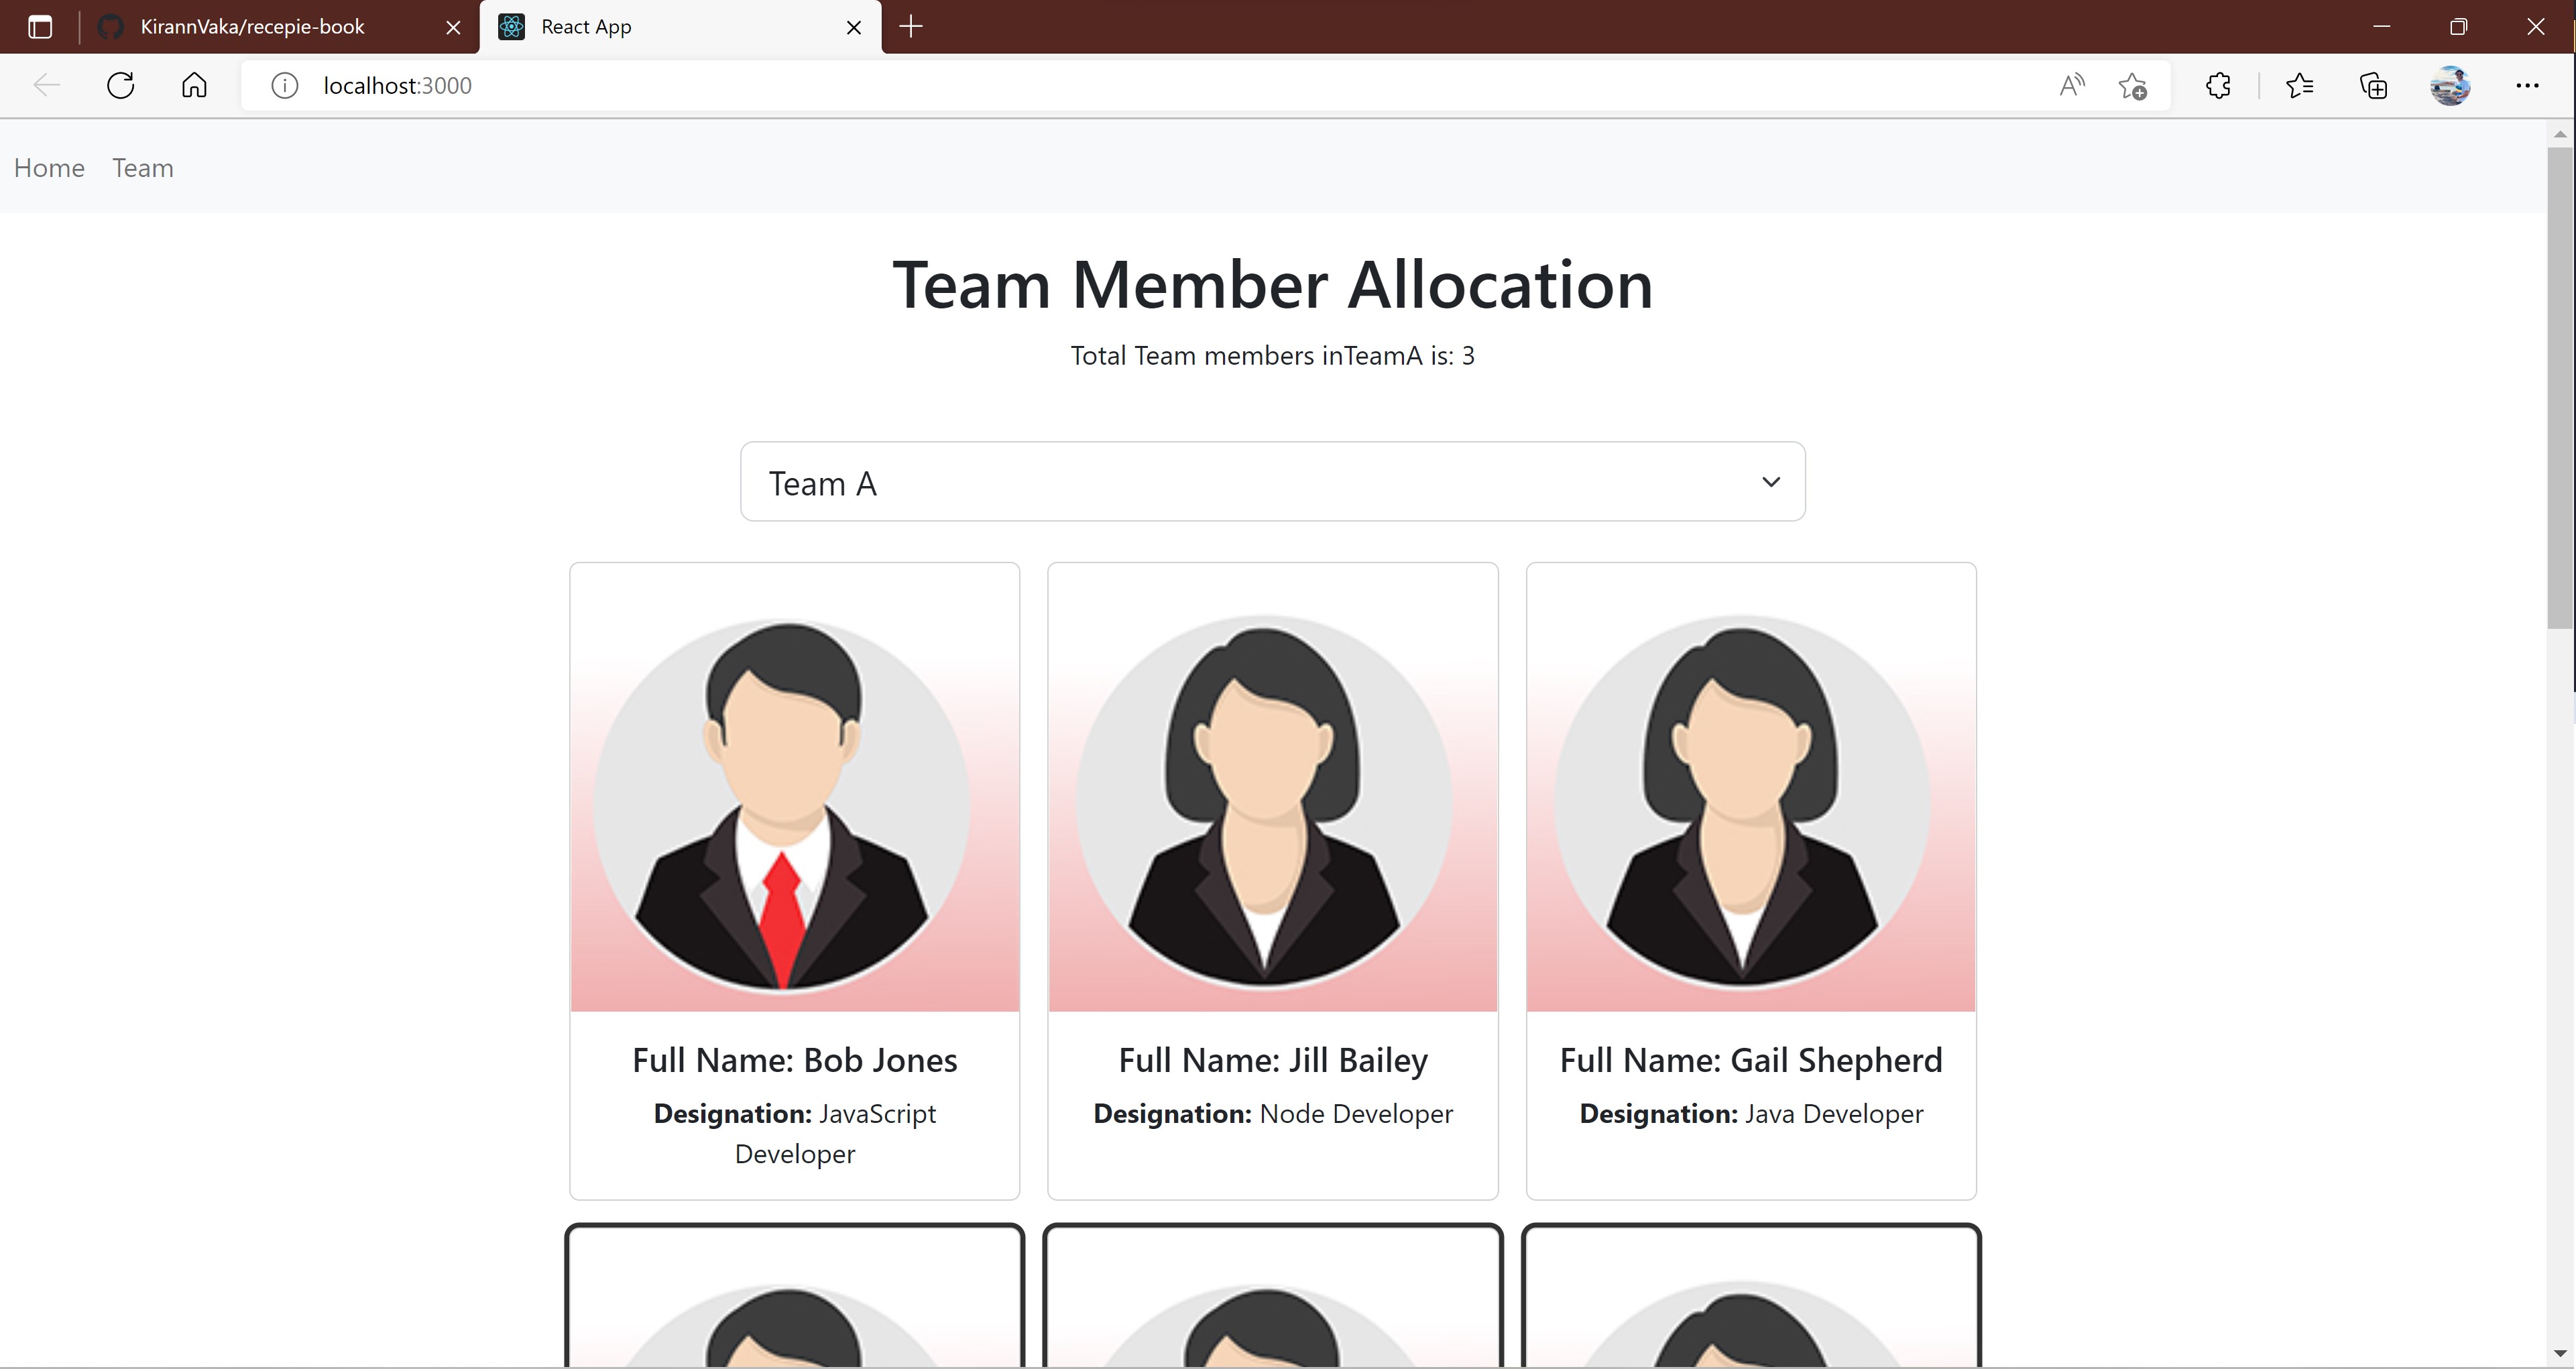 KirannVaka/recepie-book
React App
localhost:3000
Home Team
Team Member Allocation
Total Team members inTeamA is: 3
Team A
Full Name: Bob Jones
Designation: JavaScript
Developer
Full Name: Jill Bailey
Designation: Node Developer
Full Name: Gail Shepherd
Designation: Java Developer